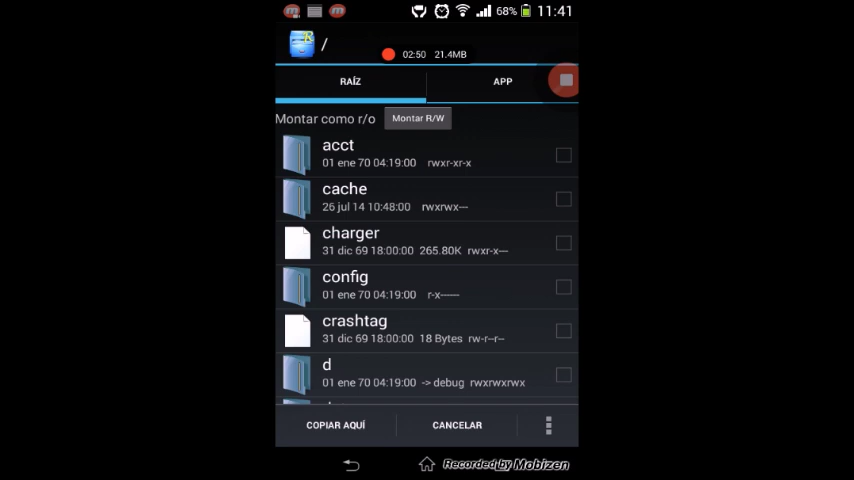 68% 11:41
R
/
02:50 21.4MB
RAÍZ APP
Montar como r/o Montar R/W
acct
01 ene 70 04:19:00 rwxr-xr-x
cache
26 jul 14 10:48:00 rwxrwx---
charger
31 dic 69 18:00:00 265.80K rwxr-x---
config
01 ene 70 04:19:00 r-x------
crashtag
31 dic 69 18:00:00 18 Bytes rw-r--r--
d
01 ene 70 04:19:00 -> debug rwxrwxrwx
COPIAR AQUÍ CANCELAR
Recorded by Mobizen